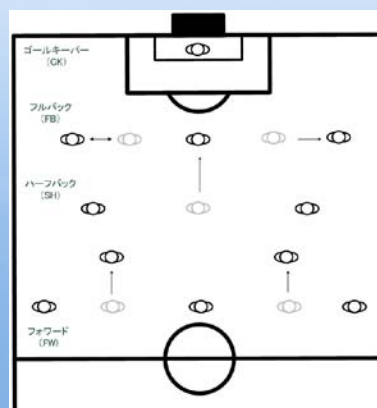 ゴールキーパー
(GK)
フルバック
(FB)
ハーフバック
(SH)
フォワード
(FW)